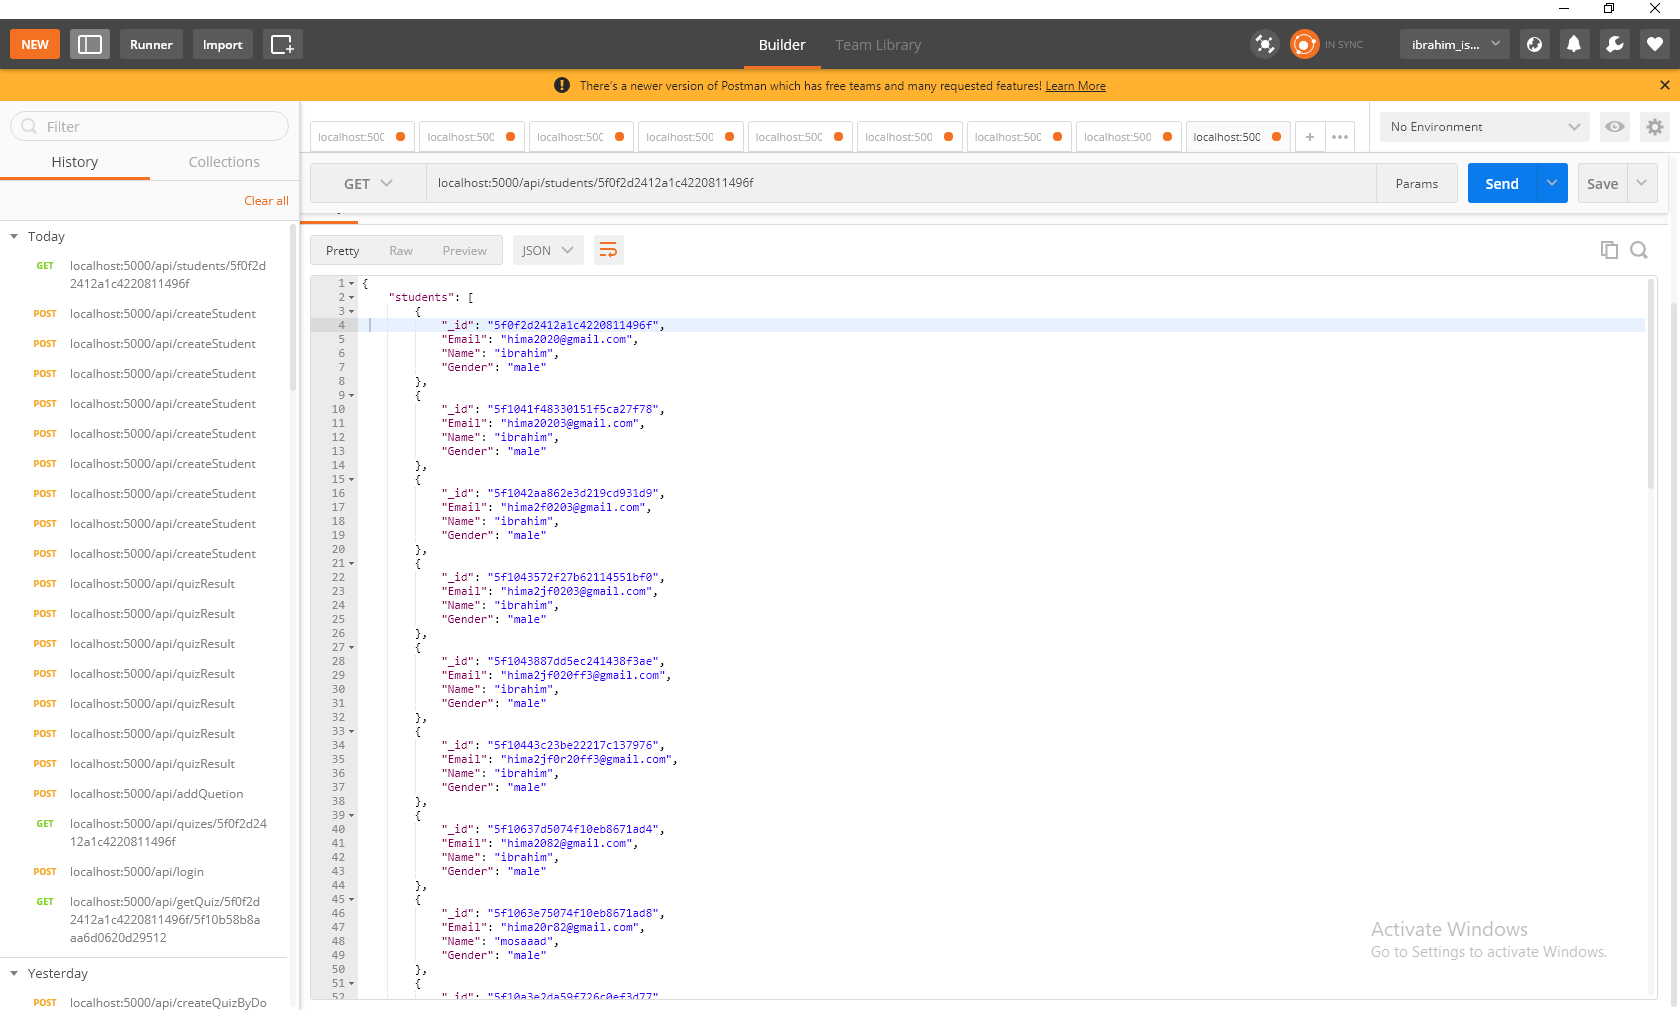 NEW
Runner
Import
Builder
Team Library
IN SYNC
ibrahim_is...
There's a newer version of Postman which has free teams and many requested features! Learn More
Filter
History
Collections
Clear all
Today
GET localhost:5000/api/students/5f0f2d
2412a1c4220811496f
POST localhost:5000/api/createStudent
POST localhost:5000/api/createStudent
POST localhost:5000/api/createStudent
POST localhost:5000/api/createStudent
POST localhost:5000/api/createStudent
POST localhost:5000/api/createStudent
POST localhost:5000/api/createStudent
POST localhost:5000/api/createStudent
POST localhost:5000/api/createStudent
POST localhost:5000/api/quizResult
POST localhost:5000/api/quizResult
POST localhost:5000/api/quizResult
POST localhost:5000/api/quizResult
POST localhost:5000/api/quizResult
POST localhost:5000/api/quizResult
POST localhost:5000/api/quizResult
POST localhost:5000/api/addQuetion
GET localhost:5000/api/quizes/5f0f2d24
12a1c4220811496f
POST localhost:5000/api/login
GET localhost:5000/api/getQuiz/5f0f2d
2412a1c4220811496f/5f10b58b8a
aa6d0620d29512
Yesterday
POST localhost:5000/api/createQuizByDo
localhost:500 localhost:500 localhost:500 localhost:500 localhost:500 localhost:500 localhost:500 localhost:500 localhost:500 + •••
No Environment
GET localhost:5000/api/students/5f0f2d2412a1c4220811496f Params Send Save
Pretty Raw Preview JSON
1 {
2 "students": [
3 {
4 "_id": "5f0f2d2412a1c4220811496f",
5 "Email": "hima2020@gmail.com",
6 "Name": "ibrahim",
7 "Gender": "male"
8 },
9 {
10 "_id": "5f1041f48330151f5ca27f78",
11 "Email": "hima20203@gmail.com",
12 "Name": "ibrahim",
13 "Gender": "male"
14 },
15 {
16 "_id": "5f1042aa862e3d219cd931d9",
17 "Email": "hima2f0203@gmail.com",
18 "Name": "ibrahim",
19 "Gender": "male"
20 },
21 {
22 "_id": "5f1043572f27b62114551bf0",
23 "Email": "hima2jf0203@gmail.com",
24 "Name": "ibrahim",
25 "Gender": "male"
26 },
27 {
28 "_id": "5f1043887dd5ec241438f3ae",
29 "Email": "hima2jf020ff3@gmail.com",
30 "Name": "ibrahim",
31 "Gender": "male"
32 },
33 {
34 "_id": "5f10443c23be22217c137976",
35 "Email": "hima2jf0r20ff3@gmail.com",
36 "Name": "ibrahim",
37 "Gender": "male"
38 },
39 {
40 "_id": "5f10637d5074f10eb8671ad4",
41 "Email": "hima2082@gmail.com",
42 "Name": "ibrahim",
43 "Gender": "male"
44 },
45 {
46 "_id": "5f1063e75074f10eb8671ad8",
47 "Email": "hima20r82@gmail.com",
48 "Name": "mosaaad",
49 "Gender": "male"
50 },
51 {
52 "_id": "5f10a3e2da59f726c0ef3d77"
Activate Windows
Go to Settings to activate Windows.